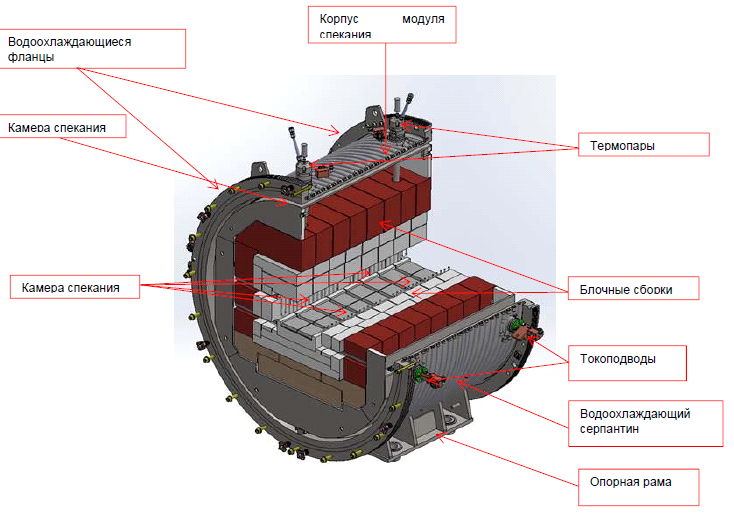 Корпус модуля
спекания
Водоохлаждающиеся
фланцы
Камера спекания
Термопары
Камера спекания
Блочные сборки
Токоподводы
Водоохлаждающий
серпантин
Опорная рама